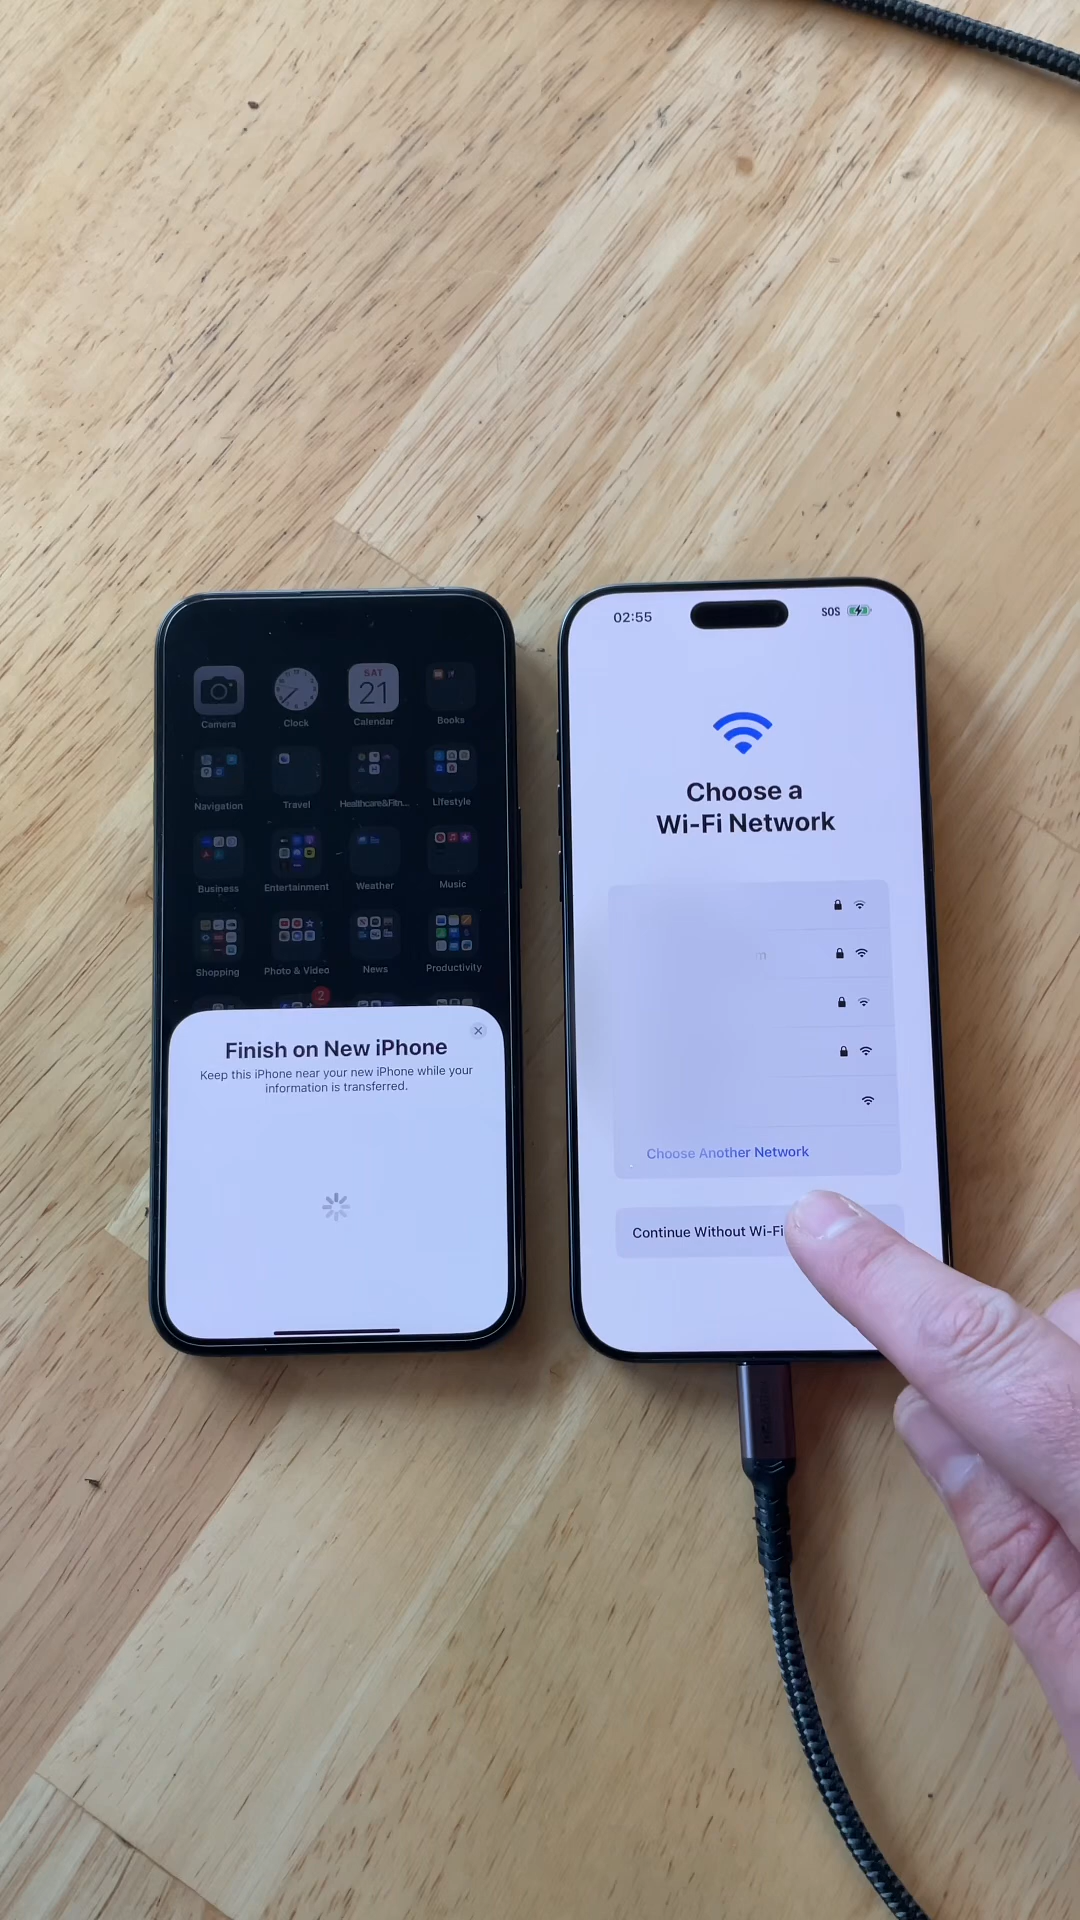 SAT
21
Camera
Clock
Calendar
Books
Navigation
Travel
Healthcare&Fitn...
Lifestyle
Business
Entertainment
Weather
Music
Shopping
Photo & Video
News
Productivity
2
Finish on New iPhone
Keep this iPhone near your new iPhone while your
information is transferred.
02:55
SOS
Choose a
Wi-Fi Network
m
Choose Another Network
Continue Without Wi-Fi